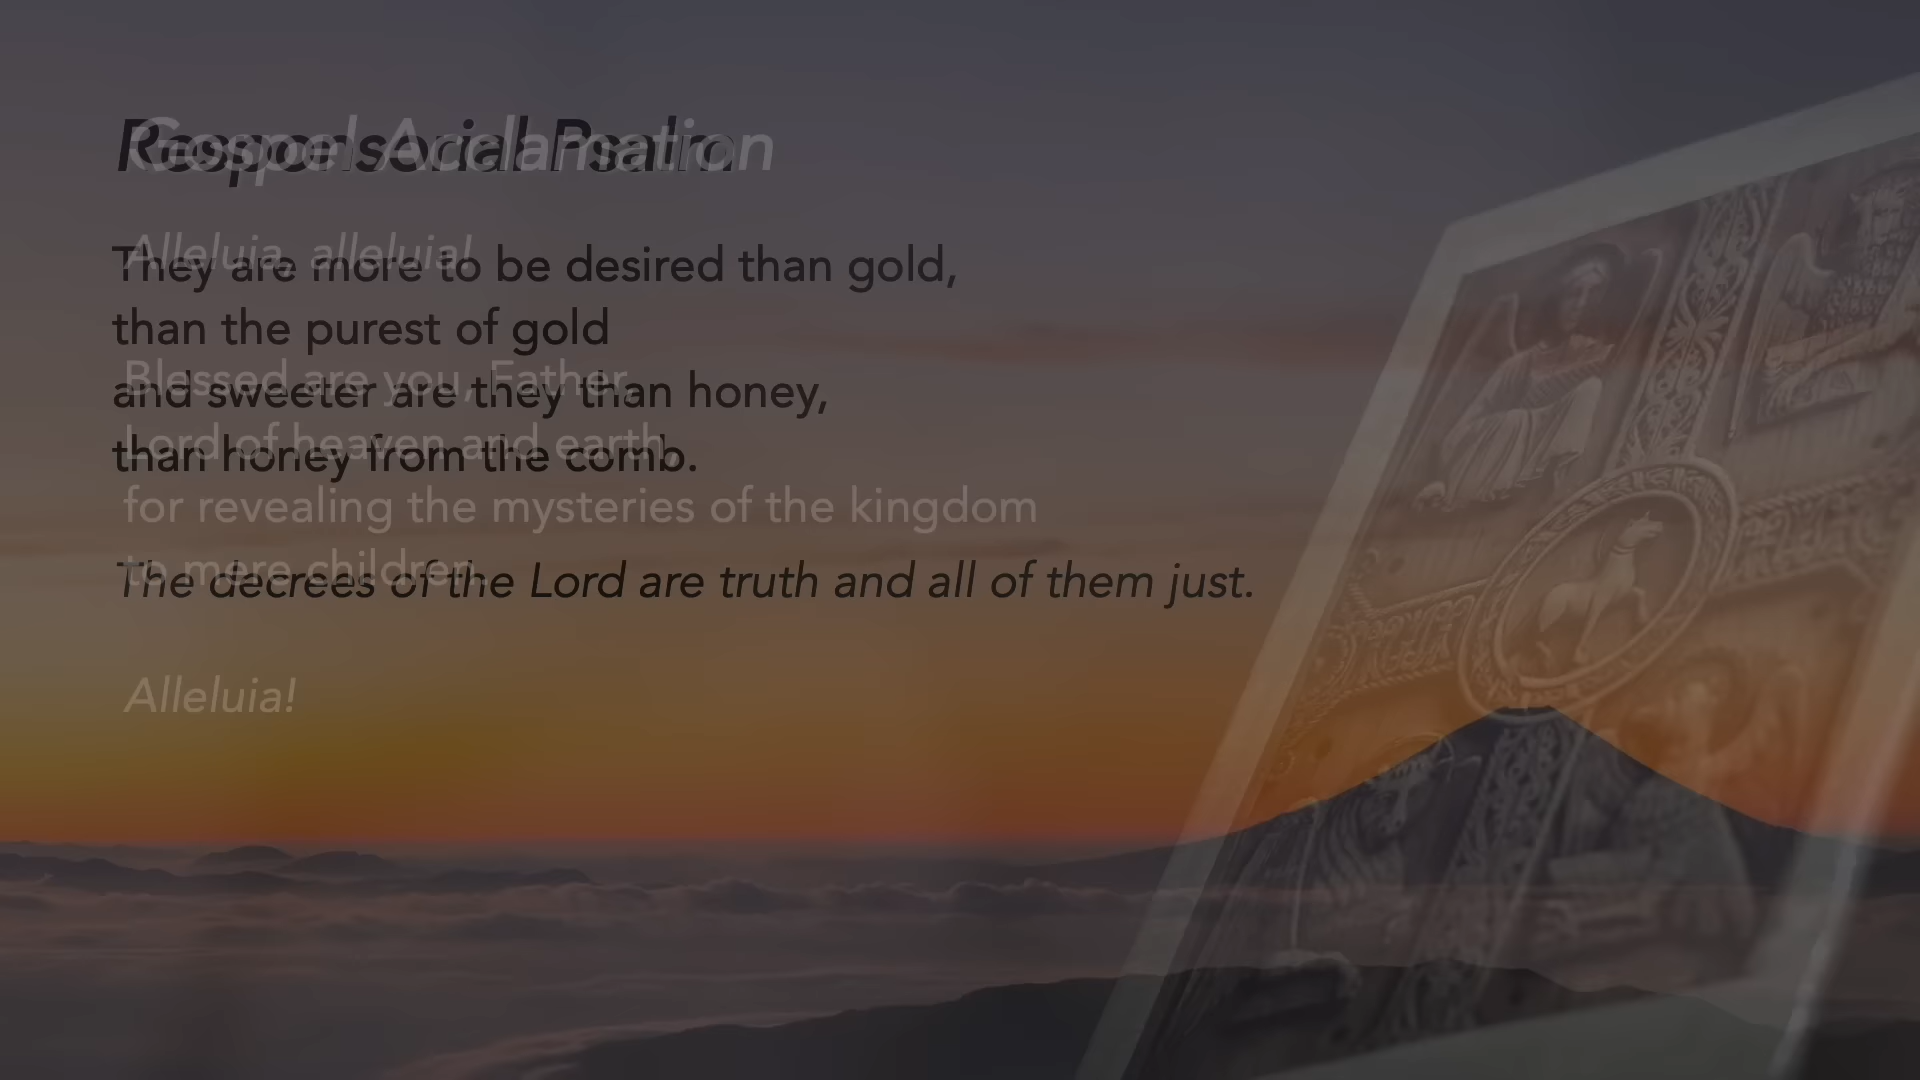 Responsorial Psalm
They are more to be desired than gold,
than the purest of gold
and sweeter are they than honey,
than honey from the comb.
The decrees of the Lord are truth and all of them just.
Gospel Acclamation
Alleluia, alleluia!
Blessed are you, Father,
Lord of heaven and earth,
for revealing the mysteries of the kingdom
to mere children.
Alleluia!